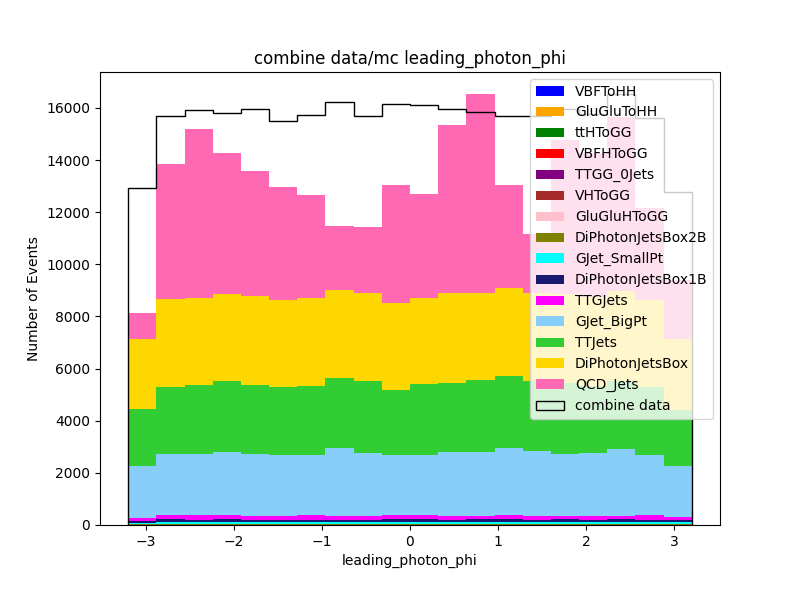 combine data/mc leading_photon_phi
Number of Events
16000
14000
12000
10000
8000
6000
4000
2000
0
−3
−2
−1
0
1
2
3
leading_photon_phi
VBFToHH
GluGluToHH
ttHToGG
VBFHToGG
TTGG_0Jets
VHToGG
GluGluHToGG
DiPhotonJetsBox2B
GJet_SmallPt
DiPhotonJetsBox1B
TTGJets
GJet_BigPt
TTJets
DiPhotonJetsBox
QCD_Jets
combine data